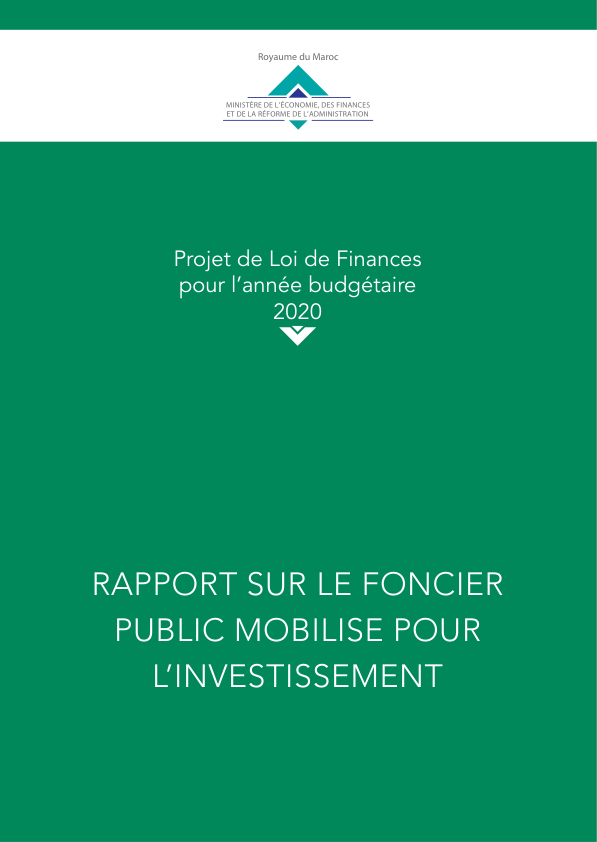 Royaume du Maroc
MINISTÈRE DE L'ÉCONOMIE, DES FINANCES
ET DE LA RÉFORME DE L'ADMINISTRATION
Projet de Loi de Finances
pour l'année budgétaire
2020
RAPPORT SUR LE FONCIER
PUBLIC MOBILISE POUR
L'INVESTISSEMENT